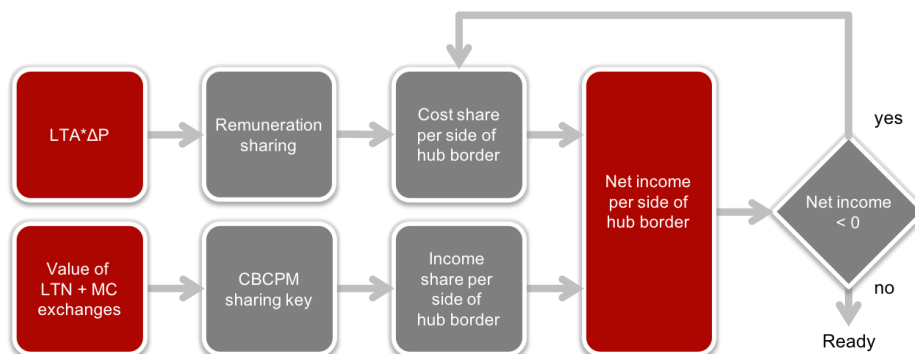 LTA*ΔP
Remuneration
sharing
Cost share
per side of
hub border
Net income
per side of
hub border
yes
Net income
< 0
Value of
LTN + MC
exchanges
CBCPM
sharing key
Income
share per
side of
hub border
no
Ready